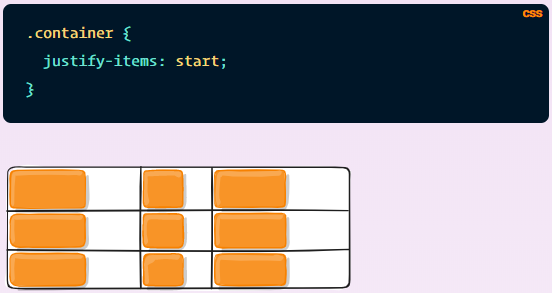 css
.container {
justify-items: start;
}